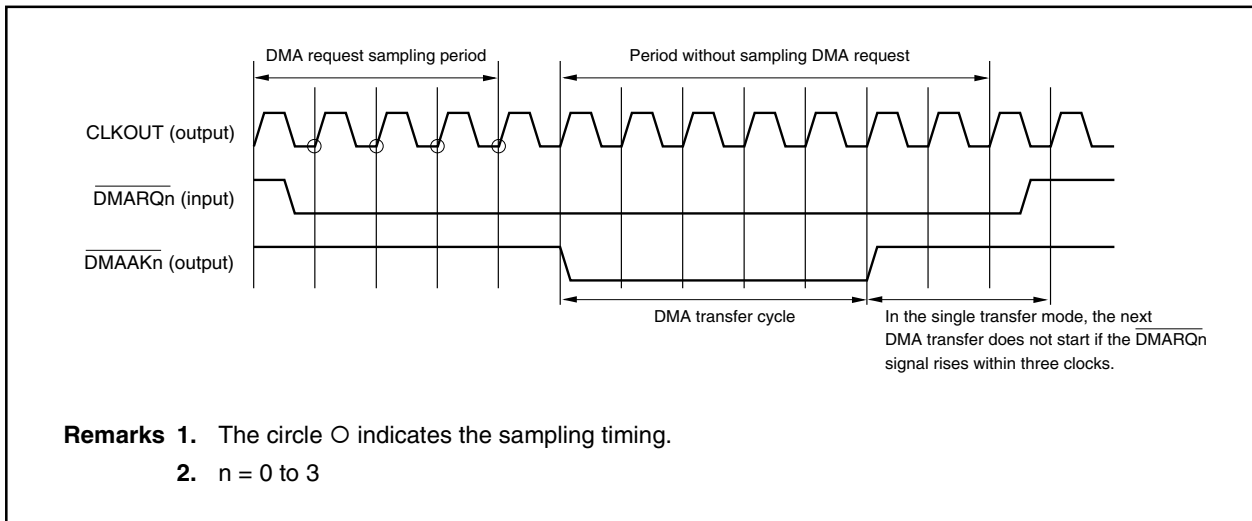 DMA request sampling period
Period without sampling DMA request
CLKOUT (output)
DMARQn (input)
DMAAKn (output)
DMA transfer cycle
In the single transfer mode, the next
DMA transfer does not start if the DMARQn
signal rises within three clocks.
Remarks 1. The circle ○ indicates the sampling timing.
2. n = 0 to 3